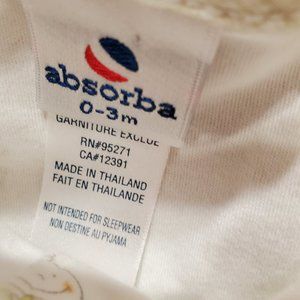 absorba
0-3m
GARNITURE EXCLUE
RN#95271
CA#12391
MADE IN THAILAND
FAIT EN THAILANDE
NOT INTENDED FOR SLEEPWEAR
NON DESTINE AU PYJAMA